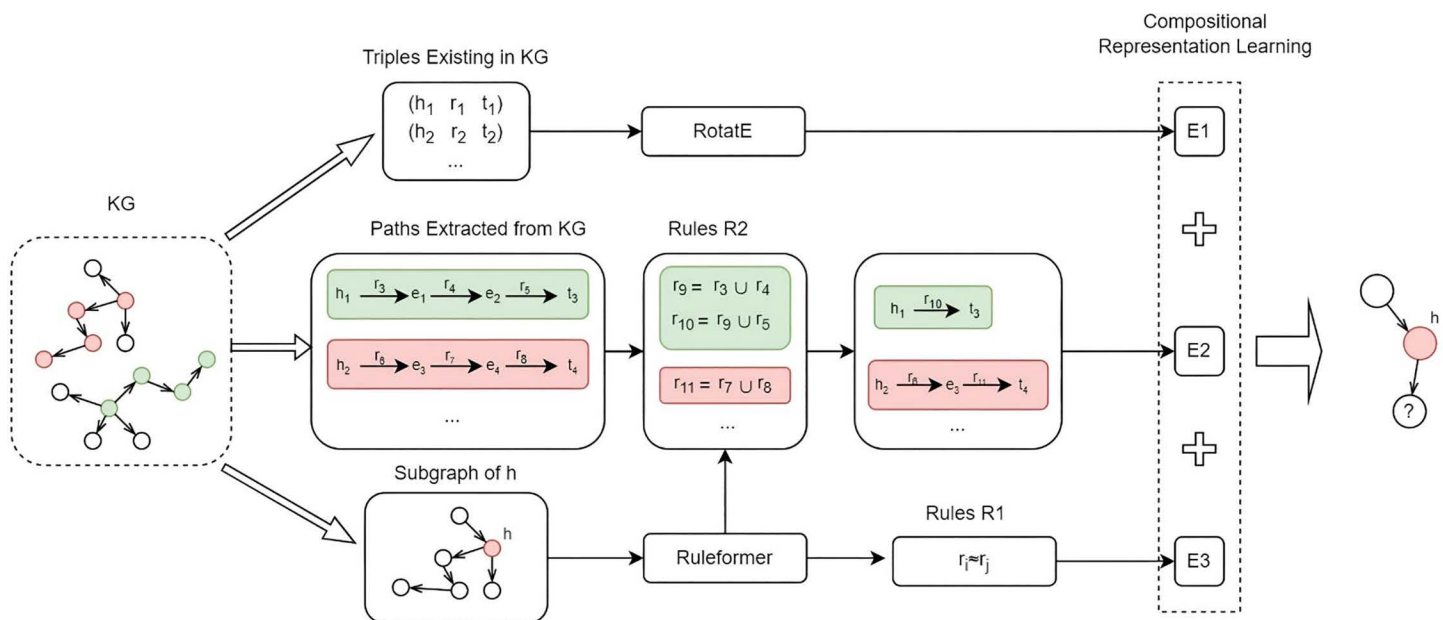 Compositional
Representation Learning
Triples Existing in KG
(h1 r1 t1)
(h2 r2 t2)
...
RotatE
E1
KG
Paths Extracted from KG
h1 r3 e1 r4 e2 r5 t3
h2 r6 e3 r7 e4 r8 t4
...
Rules R2
r9 = r3 ∪ r4
r10 = r9 ∪ r5
r11 = r7 ∪ r8
...
h1 r10 t3
h2 r6 e3 r11 t4
...
E2
h
?
Subgraph of h
h
Ruleformer
Rules R1
ri≈rj
E3